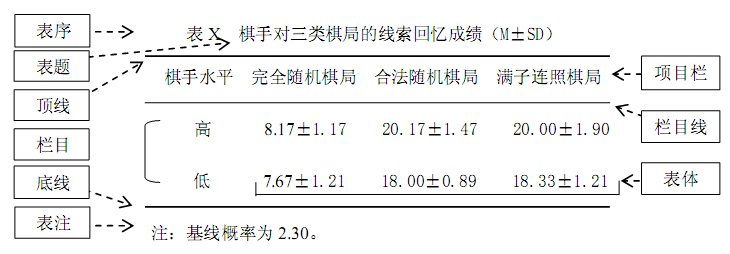 表序
表X 棋手对三类棋局的线索回忆成绩（M±SD）
表题
顶线
棋手水平 完全随机棋局 合法随机棋局 满子连照棋局
项目栏
栏目线
高 8.17±1.17 20.17±1.47 20.00±1.90
栏目
底线
低 7.67±1.21 18.00±0.89 18.33±1.21
表体
表注
注：基线概率为 2.30。